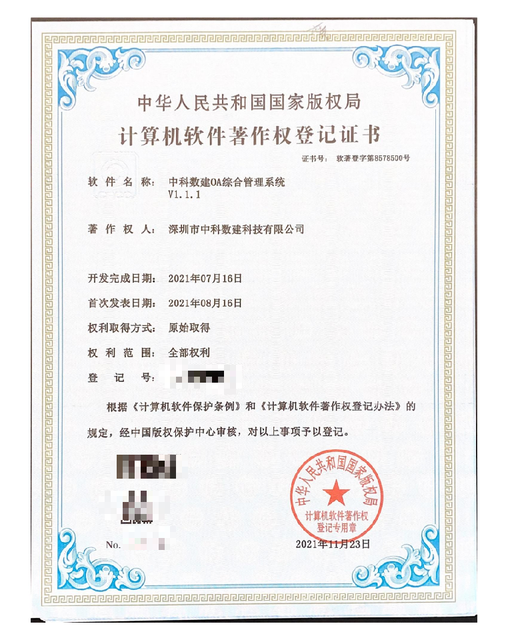 中华人民共和国国家版权局
计算机软件著作权登记证书
证书号: 软著登字第8578500号
软件名称: 中科数建OA综合管理系统
V1.1.1
著作权人: 深圳市中科数建科技有限公司
开发完成日期: 2021年07月16日
首次发表日期: 2021年08月16日
权利取得方式: 原始取得
权利范围: 全部权利
登记号:
根据《计算机软件保护条例》和《计算机软件著作权登记办法》的
规定,经中国版权保护中心审核,对以上事项予以登记。
中华人民共和国国家版权局
计算机软件著作权
登记专用章
No.
2021年11月23日